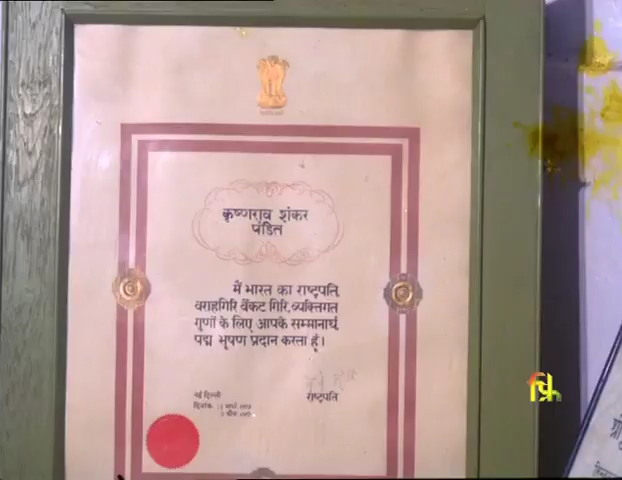 कृष्णराव शंकर
पंडित
मैं भारत का राष्ट्रपति
वराहगिरि वेंकट गिरि, व्यक्तिगत
गुणों के लिए आपके सम्मानार्थ
पद्म भूषण प्रदान करता हूँ।
नई दिल्ली
राष्ट्रपति
दिनांक